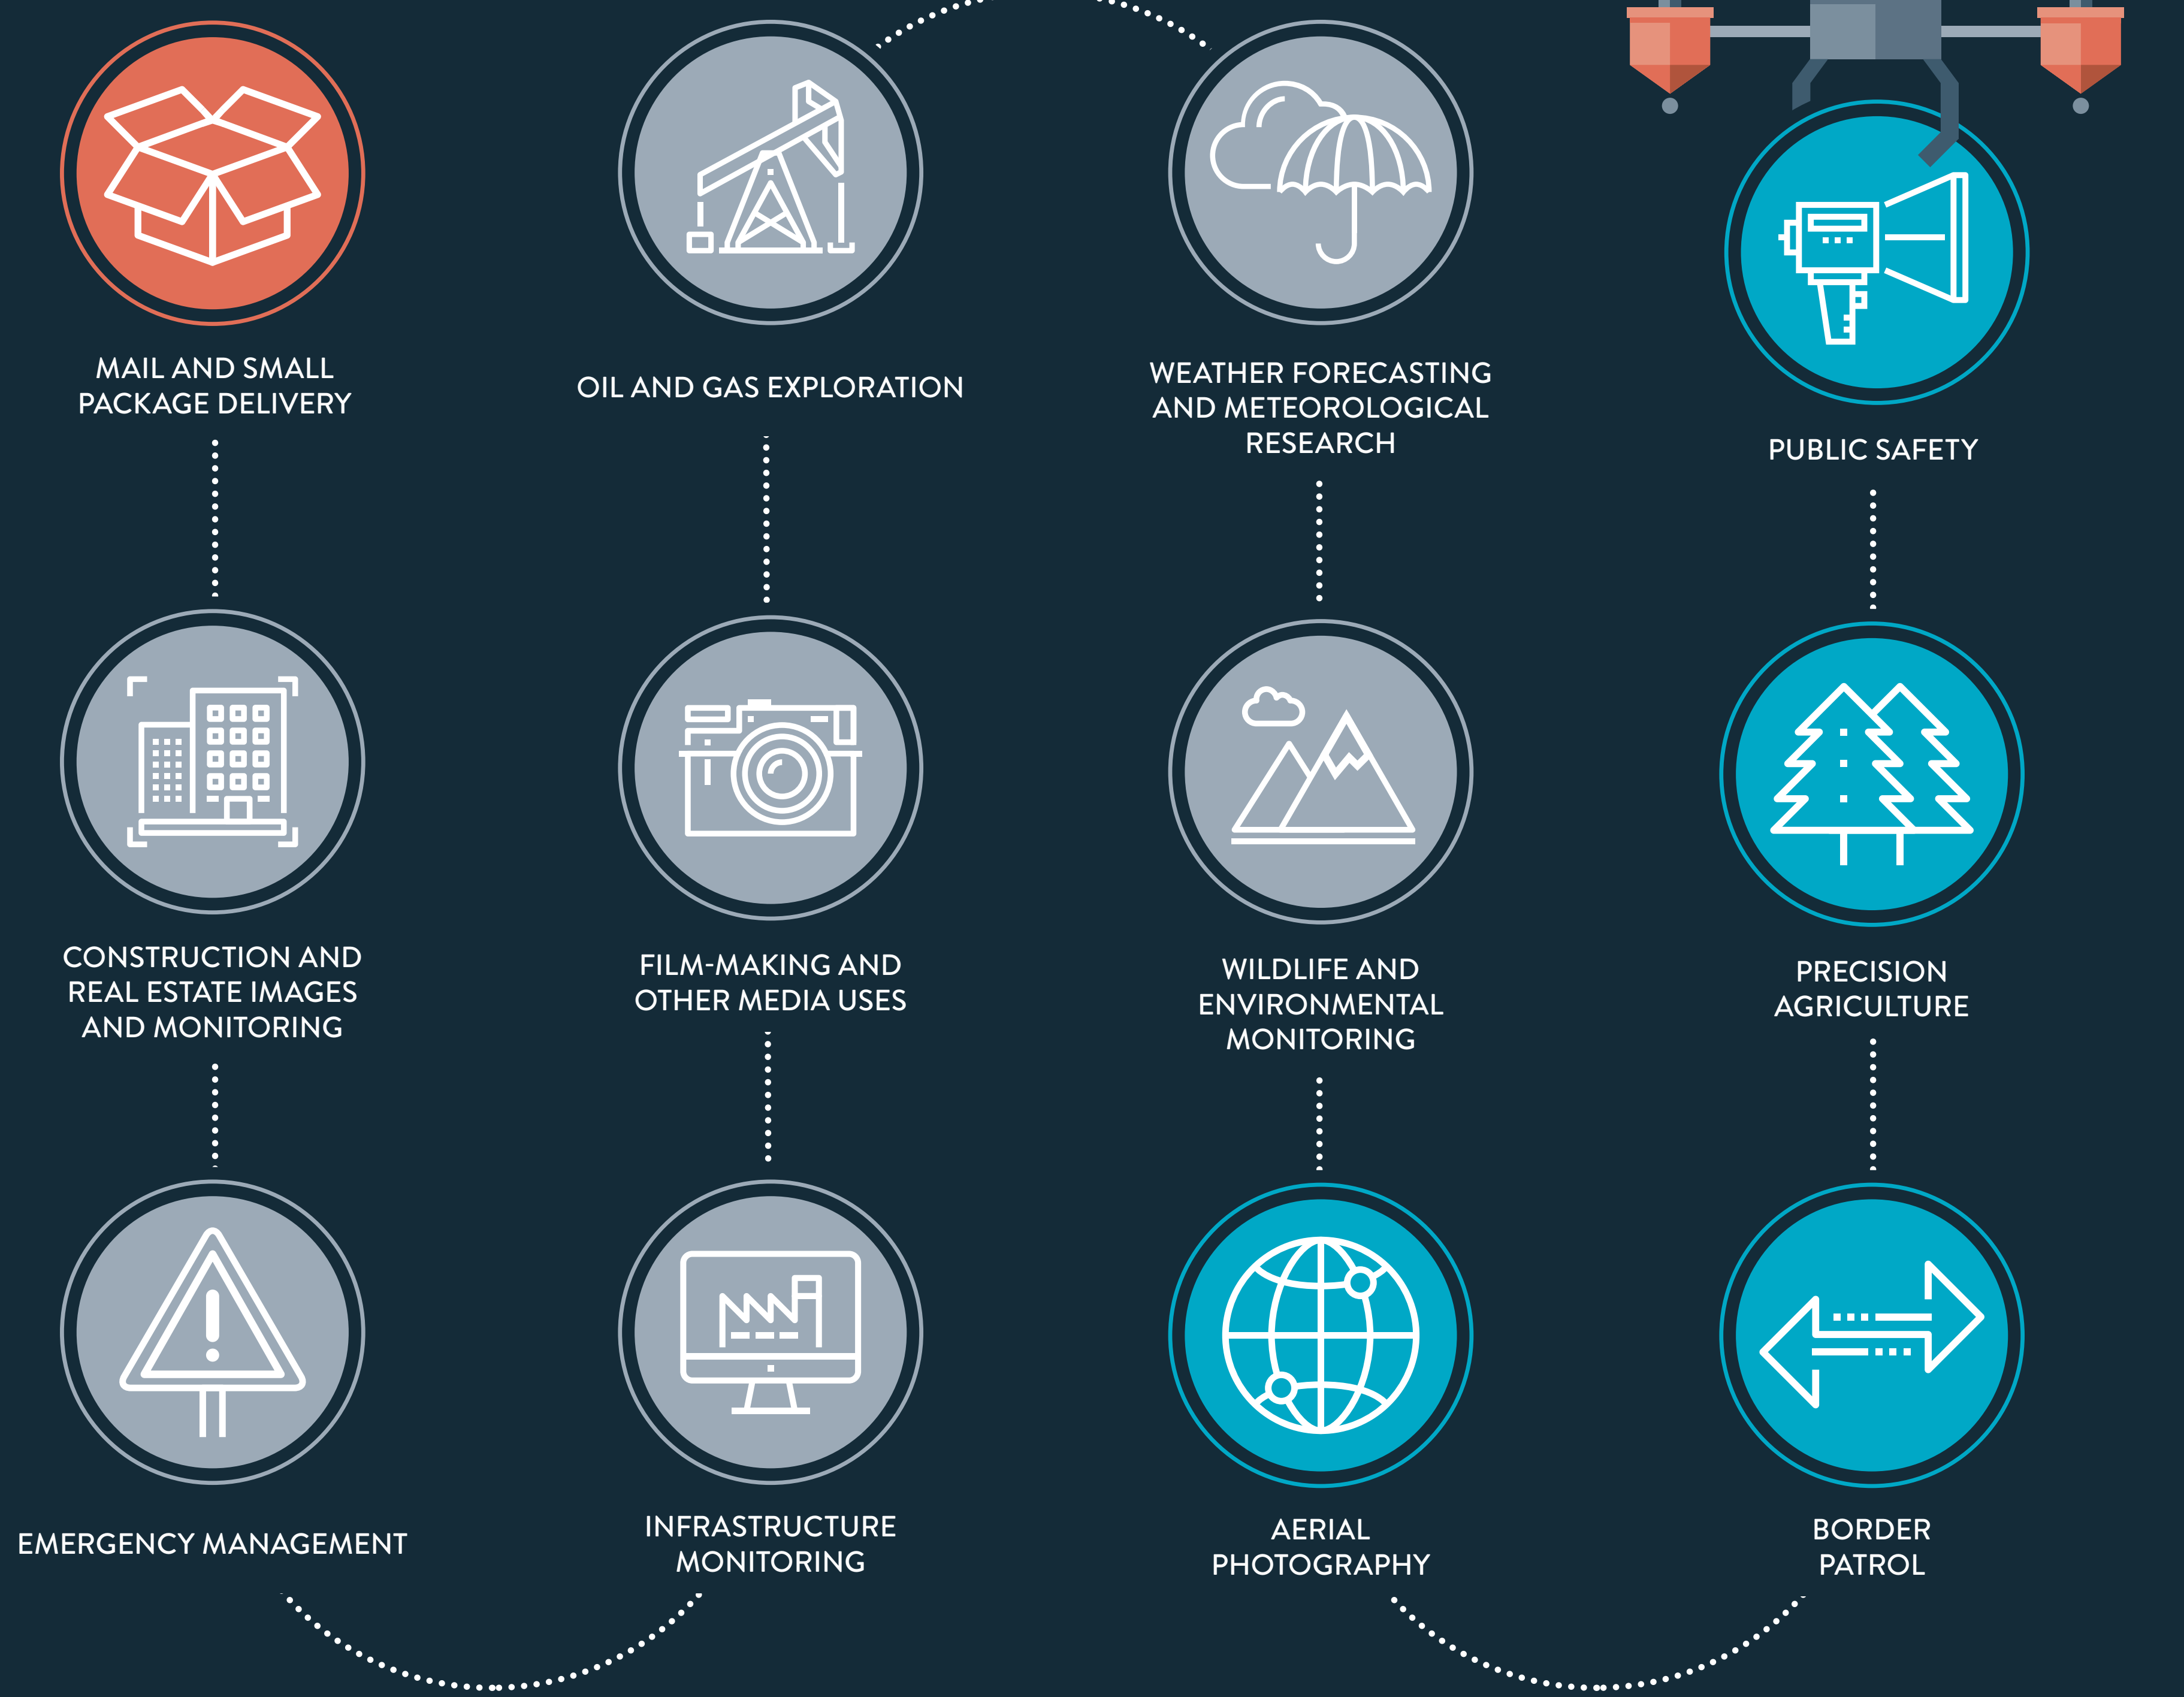 MAIL AND SMALL
PACKAGE DELIVERY
OIL AND GAS EXPLORATION
WEATHER FORECASTING
AND METEOROLOGICAL
RESEARCH
PUBLIC SAFETY
CONSTRUCTION AND
REAL ESTATE IMAGES
AND MONITORING
FILM-MAKING AND
OTHER MEDIA USES
WILDLIFE AND
ENVIRONMENTAL
MONITORING
PRECISION
AGRICULTURE
EMERGENCY MANAGEMENT
INFRASTRUCTURE
MONITORING
AERIAL
PHOTOGRAPHY
BORDER
PATROL